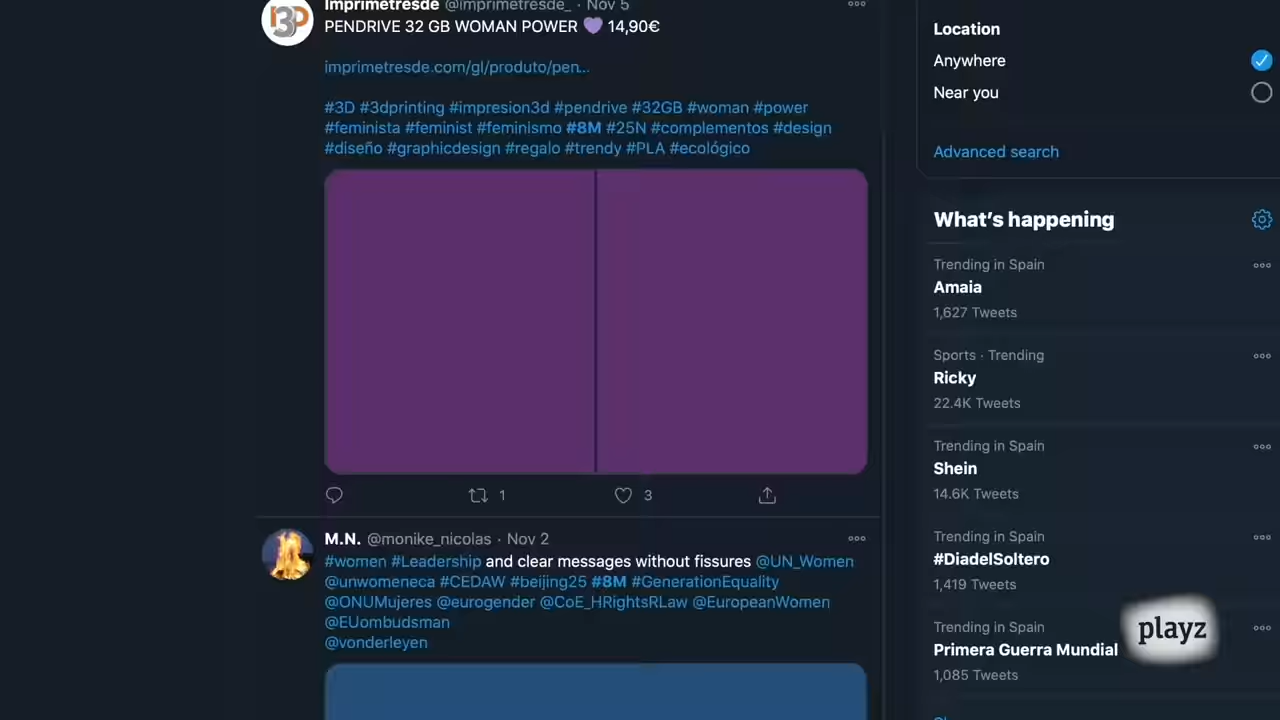 I3D
Imprimetresde @imprimetresde_ · Nov 5
PENDRIVE 32 GB WOMAN POWER 💜 14,90€
imprimetresde.com/gl/produto/pen...
#3D #3dprinting #impresion3d #pendrive #32GB #woman #power
#feminista #feminist #feminismo #8M #25N #complementos #design
#diseño #graphicdesign #regalo #trendy #PLA #ecológico
1
3
M.N. @monike_nicolas · Nov 2
#women #Leadership and clear messages without fissures @UN_Women
@unwomeneca #CEDAW #beijing25 #8M #GenerationEquality
@ONUMujeres @eurogender @CoE_HRightsRLaw @EuropeanWomen
@EUombudsman
@vonderleyen
Location
Anywhere
Near you
Advanced search
What's happening
Trending in Spain
Amaia
1,627 Tweets
Sports · Trending
Ricky
22.4K Tweets
Trending in Spain
Shein
14.6K Tweets
Trending in Spain
#DiadelSoltero
1,419 Tweets
Trending in Spain
Primera Guerra Mundial
1,085 Tweets
playz